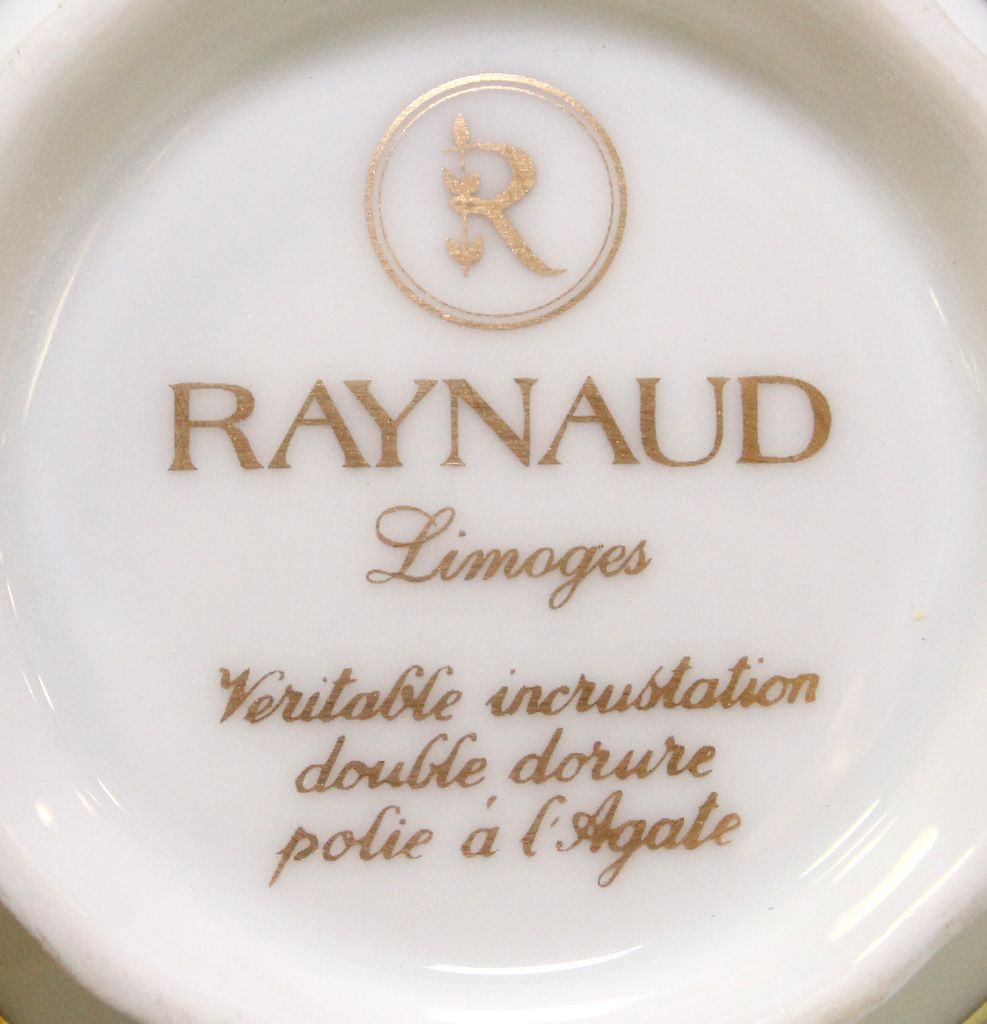 R
RAYNAUD
Limoges
Veritable incrustation
double dorure
polie á l'Agate